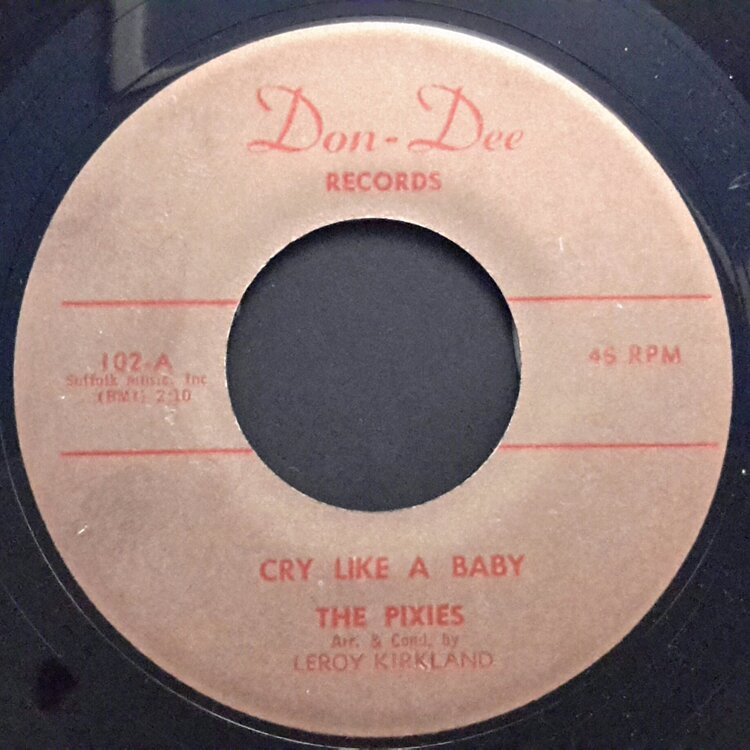 Don-Dee
RECORDS
102-A
Suffolk Music, Inc
(BMI) 2:10
45 RPM
CRY LIKE A BABY
THE PIXIES
Arr. & Cond. by
LEROY KIRKLAND